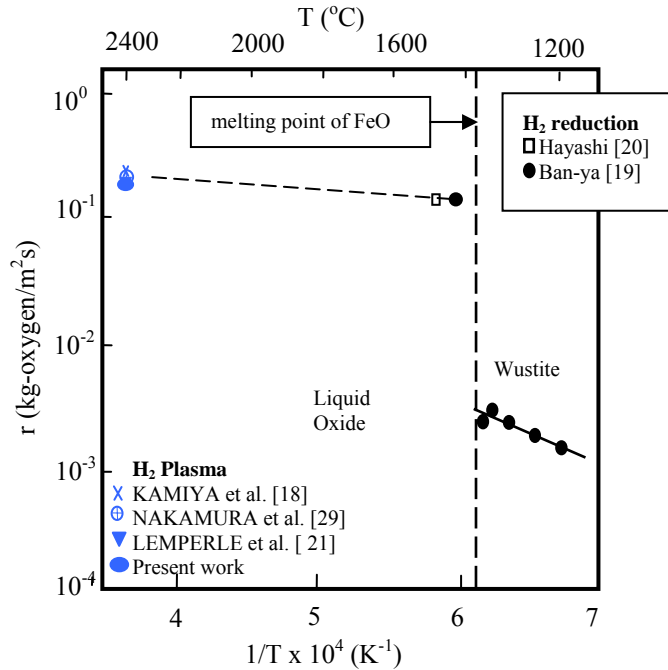 T (°C)
2400 2000 1600 1200
melting point of FeO
H₂ reduction
Hayashi [20]
Ban-ya [19]
10⁰
10⁻¹
10⁻²
10⁻³
10⁻⁴
r (kg-oxygen/m²s)
Wustite
Liquid
Oxide
H₂ Plasma
KAMIYA et al. [18]
NAKAMURA et al. [29]
LEMPERLE et al. [ 21]
Present work
4 5 6 7
1/T x 10⁴ (K⁻¹)